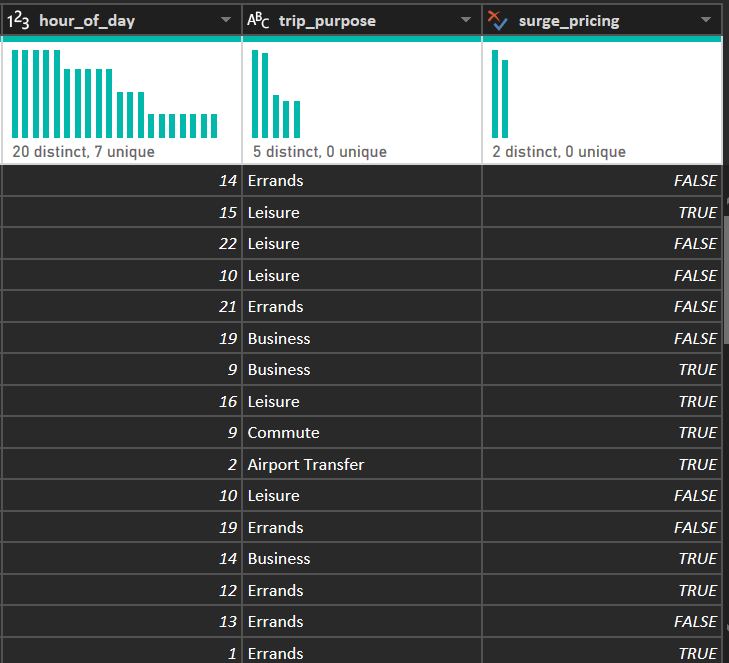 123 hour_of_day ABC trip_purpose surge_pricing
20 distinct, 7 unique 5 distinct, 0 unique 2 distinct, 0 unique
14 Errands FALSE
15 Leisure TRUE
22 Leisure FALSE
10 Leisure FALSE
21 Errands FALSE
19 Business FALSE
9 Business TRUE
16 Leisure TRUE
9 Commute TRUE
2 Airport Transfer TRUE
10 Leisure FALSE
19 Errands FALSE
14 Business TRUE
12 Errands TRUE
13 Errands FALSE
1 Errands TRUE